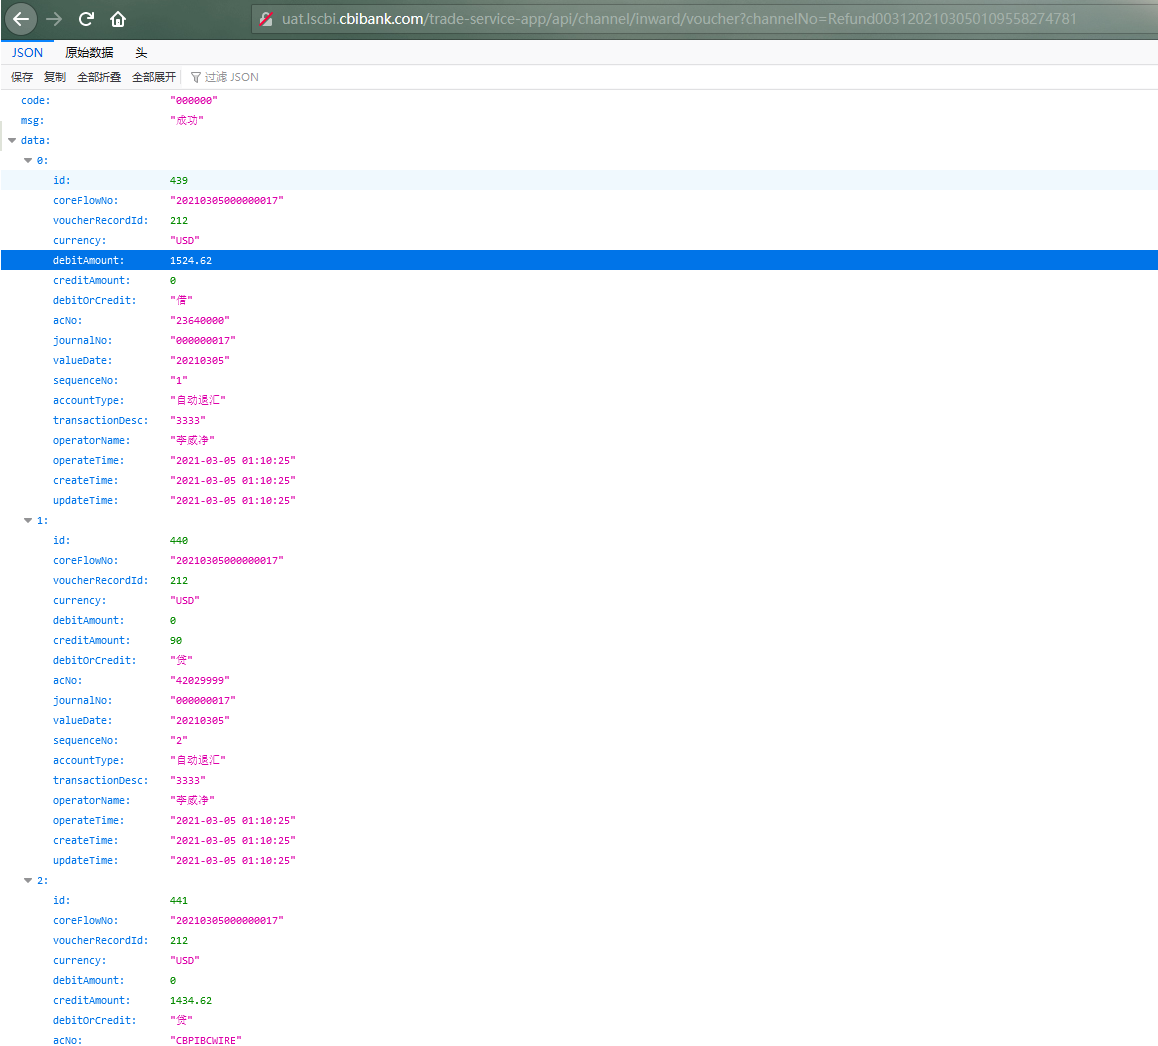 uat.lscbi.cbibank.com/trade-service-app/api/channel/inward/voucher?channelNo=Refund0031202103050109558274781
JSON 原始数据 头
保存 复制 全部折叠 全部展开 过滤 JSON
code: "000000"
msg: "成功"
data:
0:
id: 439
coreFlowNo: "20210305000000017"
voucherRecordId: 212
currency: "USD"
debitAmount: 1524.62
creditAmount: 0
debitOrCredit: "借"
acNo: "23640000"
journalNo: "000000017"
valueDate: "20210305"
sequenceNo: "1"
accountType: "自动退汇"
transactionDesc: "3333"
operatorName: "李威净"
operateTime: "2021-03-05 01:10:25"
createTime: "2021-03-05 01:10:25"
updateTime: "2021-03-05 01:10:25"
1:
id: 440
coreFlowNo: "20210305000000017"
voucherRecordId: 212
currency: "USD"
debitAmount: 0
creditAmount: 90
debitOrCredit: "贷"
acNo: "42029999"
journalNo: "000000017"
valueDate: "20210305"
sequenceNo: "2"
accountType: "自动退汇"
transactionDesc: "3333"
operatorName: "李威净"
operateTime: "2021-03-05 01:10:25"
createTime: "2021-03-05 01:10:25"
updateTime: "2021-03-05 01:10:25"
2:
id: 441
coreFlowNo: "20210305000000017"
voucherRecordId: 212
currency: "USD"
debitAmount: 0
creditAmount: 1434.62
debitOrCredit: "贷"
acNo: "CBPIBCWIRE"